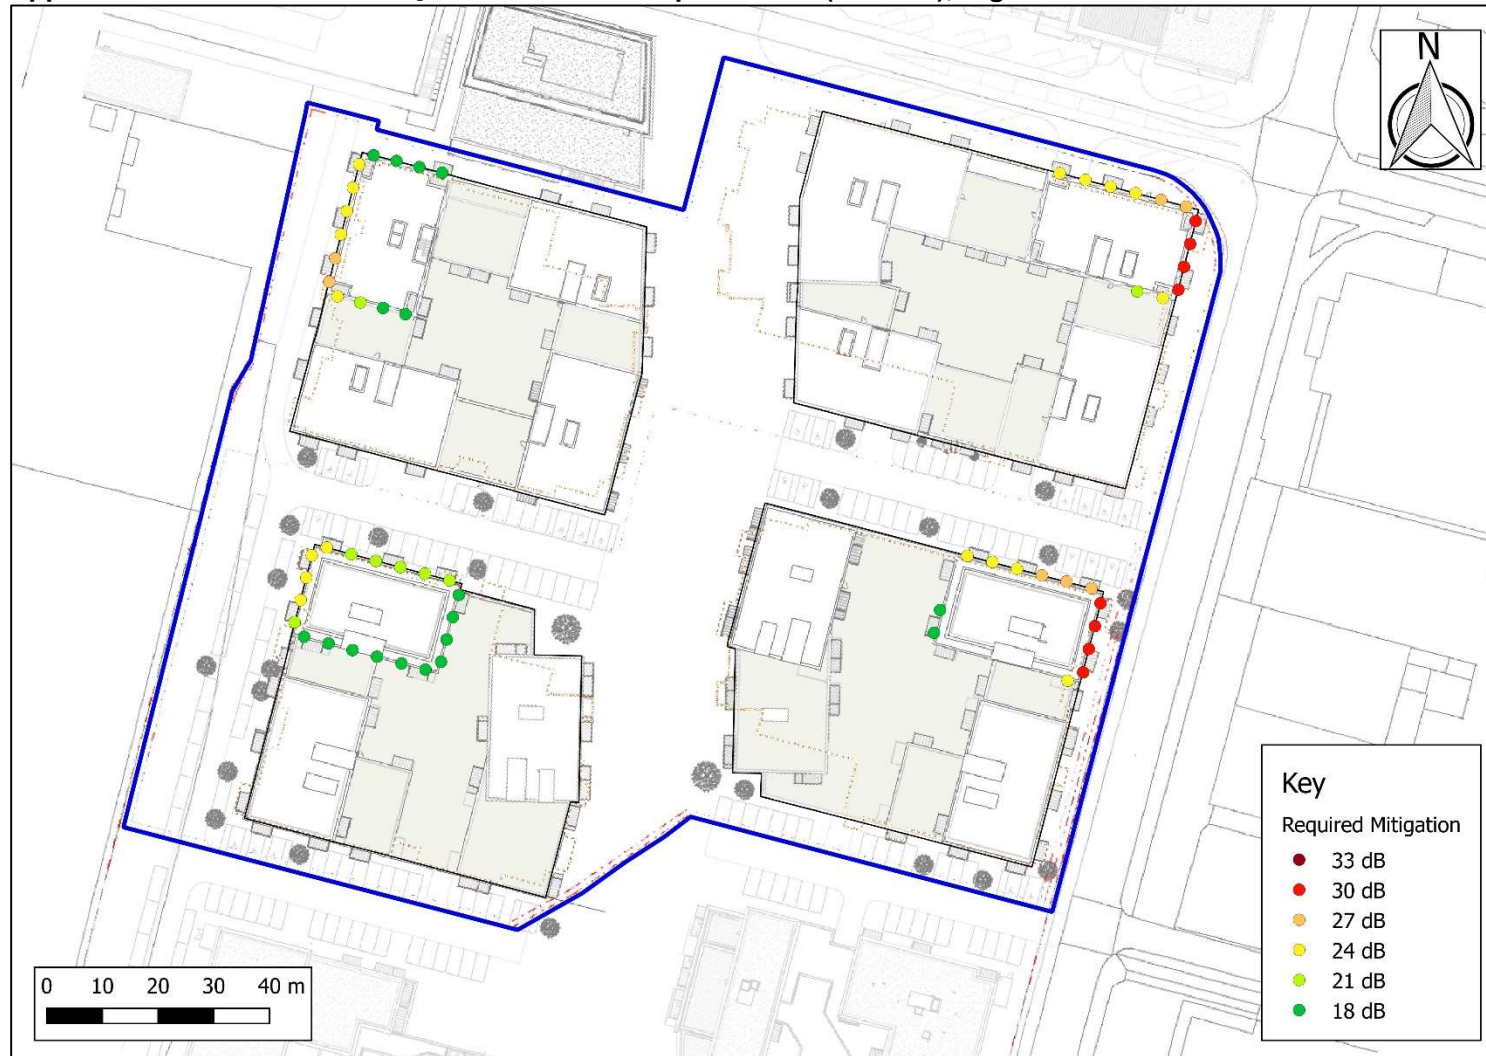 N
Key
Required Mitigation
33 dB
30 dB
27 dB
24 dB
21 dB
18 dB
0 10 20 30 40 m